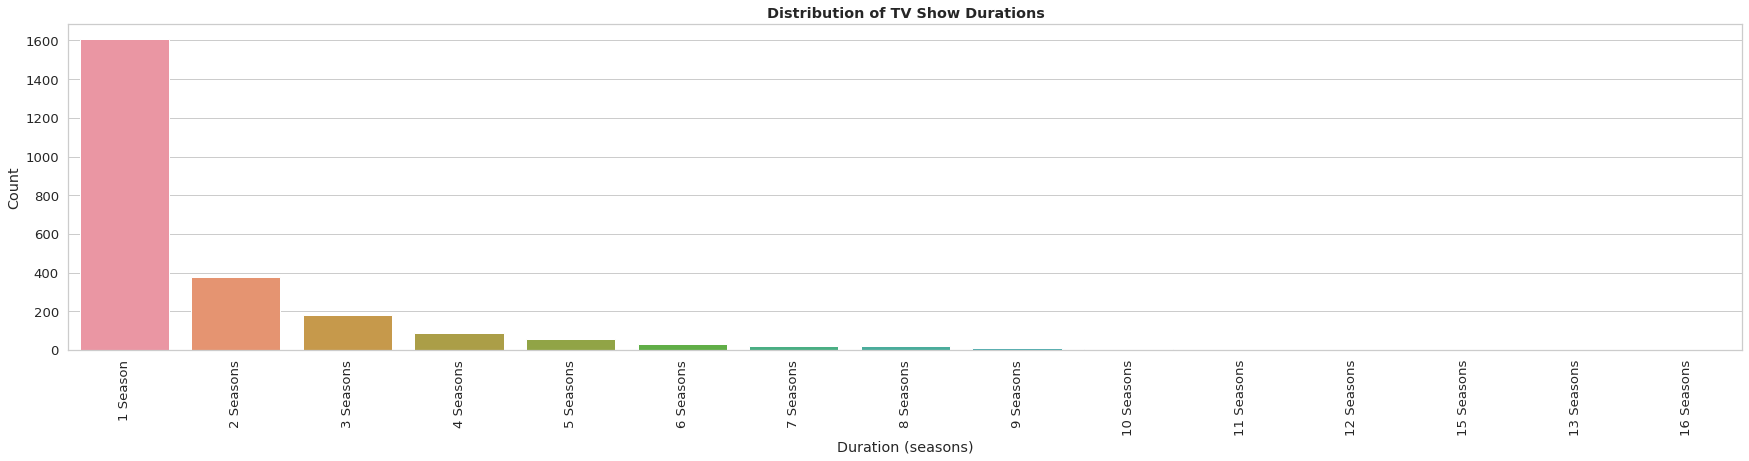 Distribution of TV Show Durations
Count
1600
1400
1200
1000
800
600
400
200
0
1 Season
2 Seasons
3 Seasons
4 Seasons
5 Seasons
6 Seasons
7 Seasons
8 Seasons
9 Seasons
10 Seasons
11 Seasons
12 Seasons
15 Seasons
13 Seasons
16 Seasons
Duration (seasons)